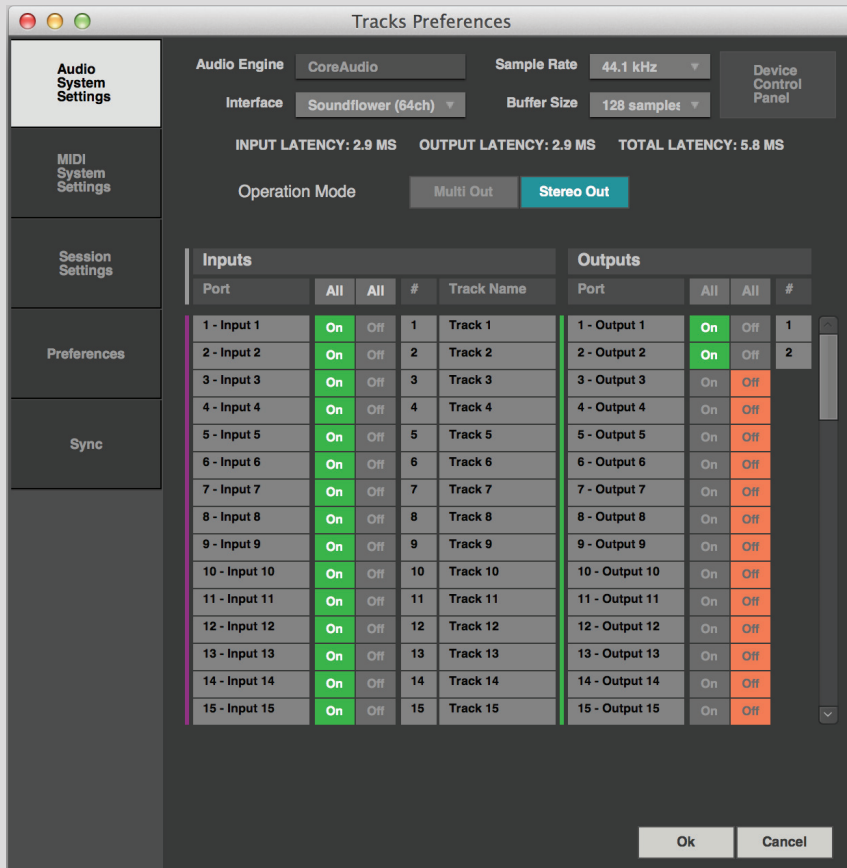 Tracks Preferences
Audio System Settings
MIDI System Settings
Session Settings
Preferences
Sync
Audio Engine CoreAudio Sample Rate 44.1 kHz Device Control Panel
Interface Soundflower (64ch) Buffer Size 128 samples
INPUT LATENCY: 2.9 MS OUTPUT LATENCY: 2.9 MS TOTAL LATENCY: 5.8 MS
Operation Mode Multi Out Stereo Out
Inputs Outputs
Port All All # Track Name Port All All #
1 - Input 1 On Off 1 Track 1 1 - Output 1 On Off 1
2 - Input 2 On Off 2 Track 2 2 - Output 2 On Off 2
3 - Input 3 On Off 3 Track 3 3 - Output 3 On Off
4 - Input 4 On Off 4 Track 4 4 - Output 4 On Off
5 - Input 5 On Off 5 Track 5 5 - Output 5 On Off
6 - Input 6 On Off 6 Track 6 6 - Output 6 On Off
7 - Input 7 On Off 7 Track 7 7 - Output 7 On Off
8 - Input 8 On Off 8 Track 8 8 - Output 8 On Off
9 - Input 9 On Off 9 Track 9 9 - Output 9 On Off
10 - Input 10 On Off 10 Track 10 10 - Output 10 On Off
11 - Input 11 On Off 11 Track 11 11 - Output 11 On Off
12 - Input 12 On Off 12 Track 12 12 - Output 12 On Off
13 - Input 13 On Off 13 Track 13 13 - Output 13 On Off
14 - Input 14 On Off 14 Track 14 14 - Output 14 On Off
15 - Input 15 On Off 15 Track 15 15 - Output 15 On Off
Ok Cancel